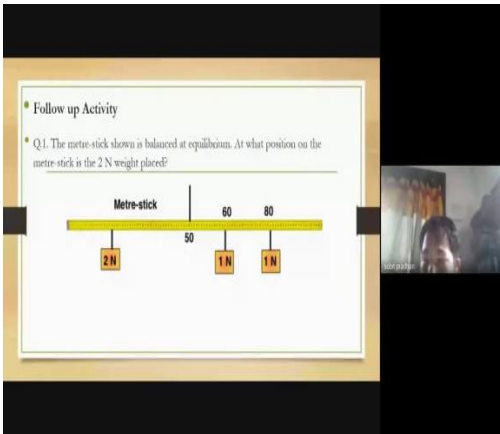 Follow up Activity
Q.1. The metre-stick shown is balanced at equilibrium. At what position on the
metre-stick is the 2 N weight placed?
Metre-stick
60
80
50
2 N
1 N
1 N